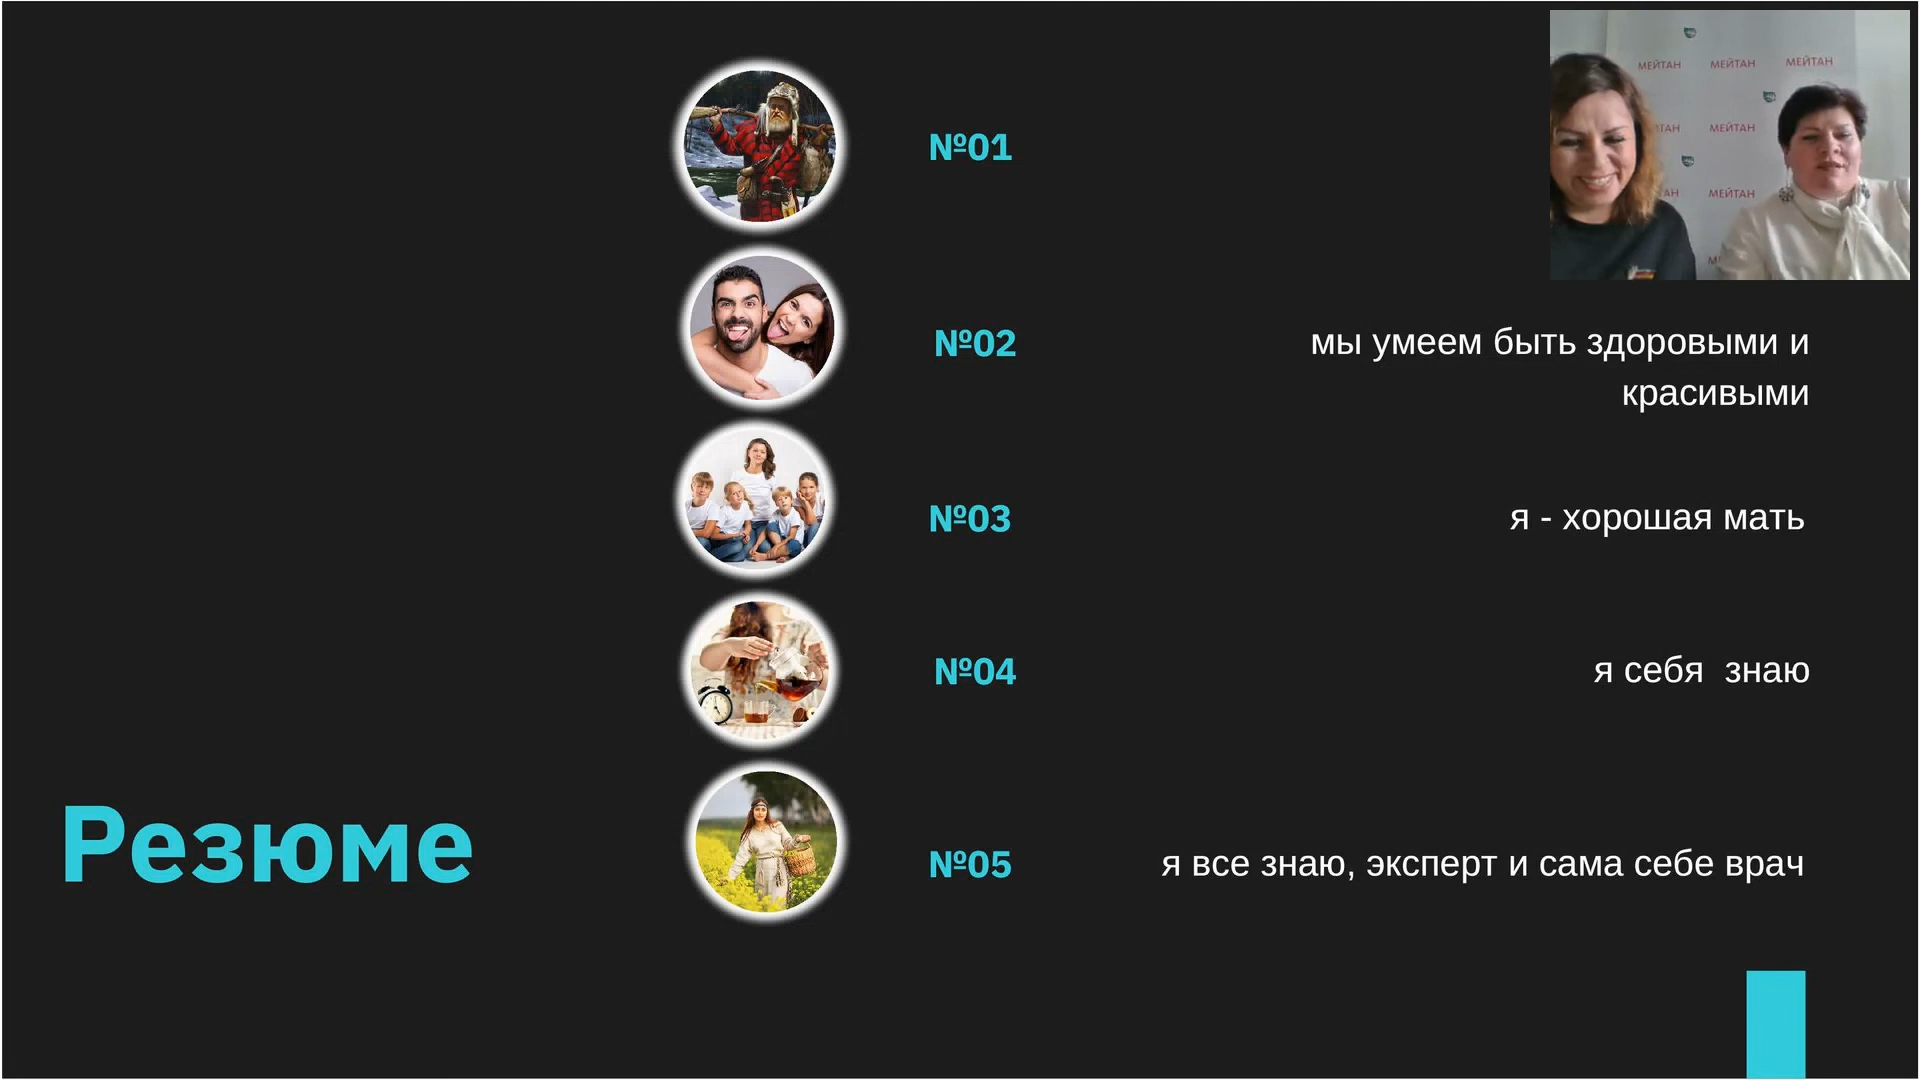 МЕЙТАН МЕЙТАН МЕЙТАН
МЕЙТАН
МЕЙТАН
№01
№02
мы умеем быть здоровыми и
красивыми
№03
я - хорошая мать
№04
я себя знаю
Резюме
№05
я все знаю, эксперт и сама себе врач